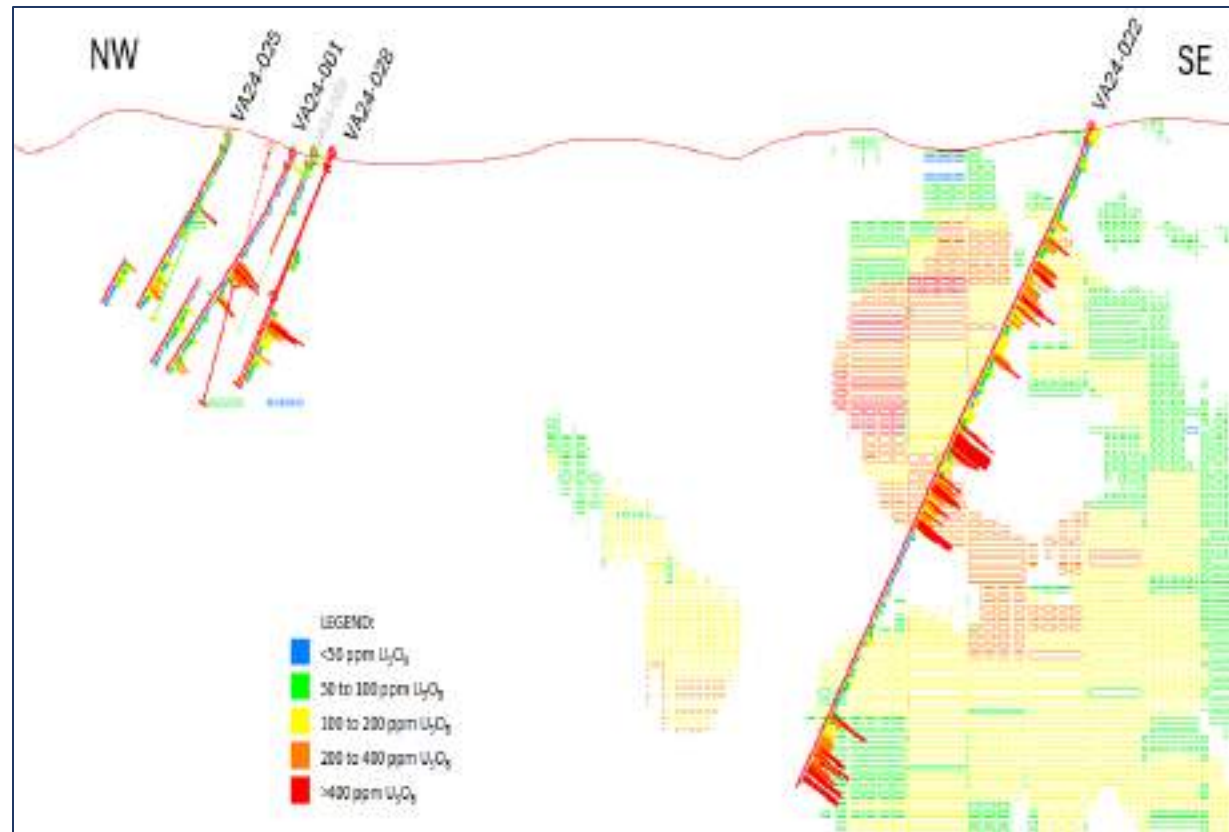 NW
VA24-025
VA24-001
VA24-028
VA24-022
SE
LEGEND:
<50 ppm U₃O₈
50 to 100 ppm U₃O₈
100 to 200 ppm U₃O₈
200 to 400 ppm U₃O₈
>400 ppm U₃O₈